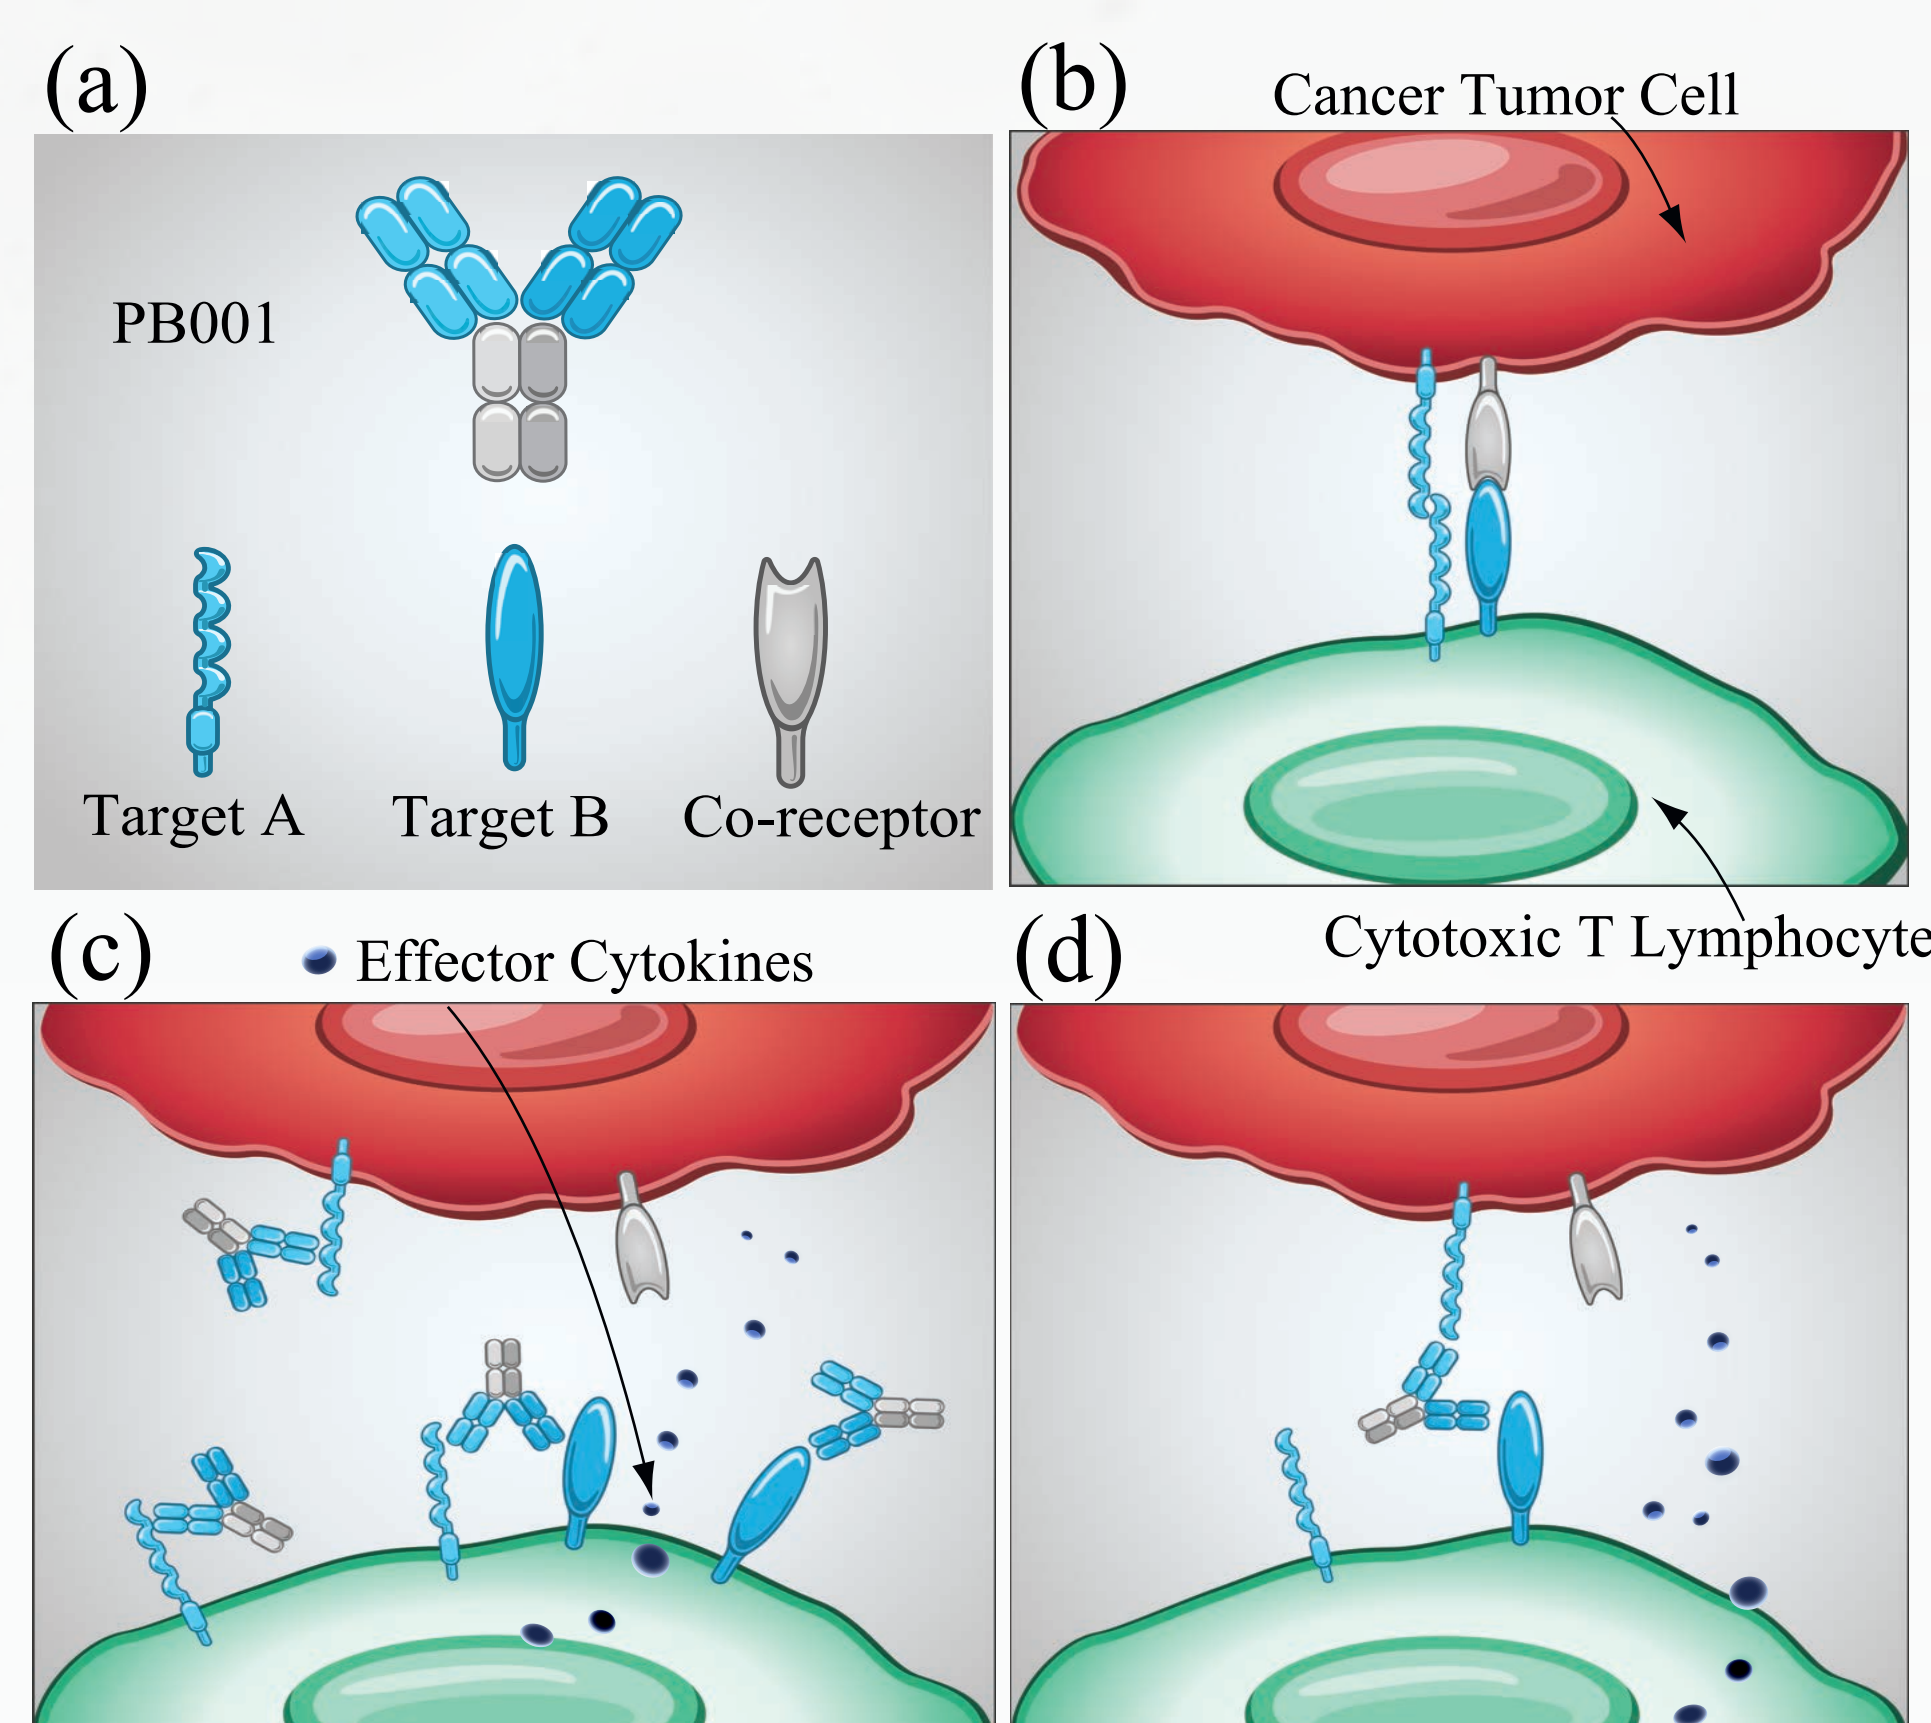 (a)
PB001
Target A
Target B
Co-receptor
(b)
Cancer Tumor Cell
Cytotoxic T Lymphocyte
(c)
Effector Cytokines
(d)